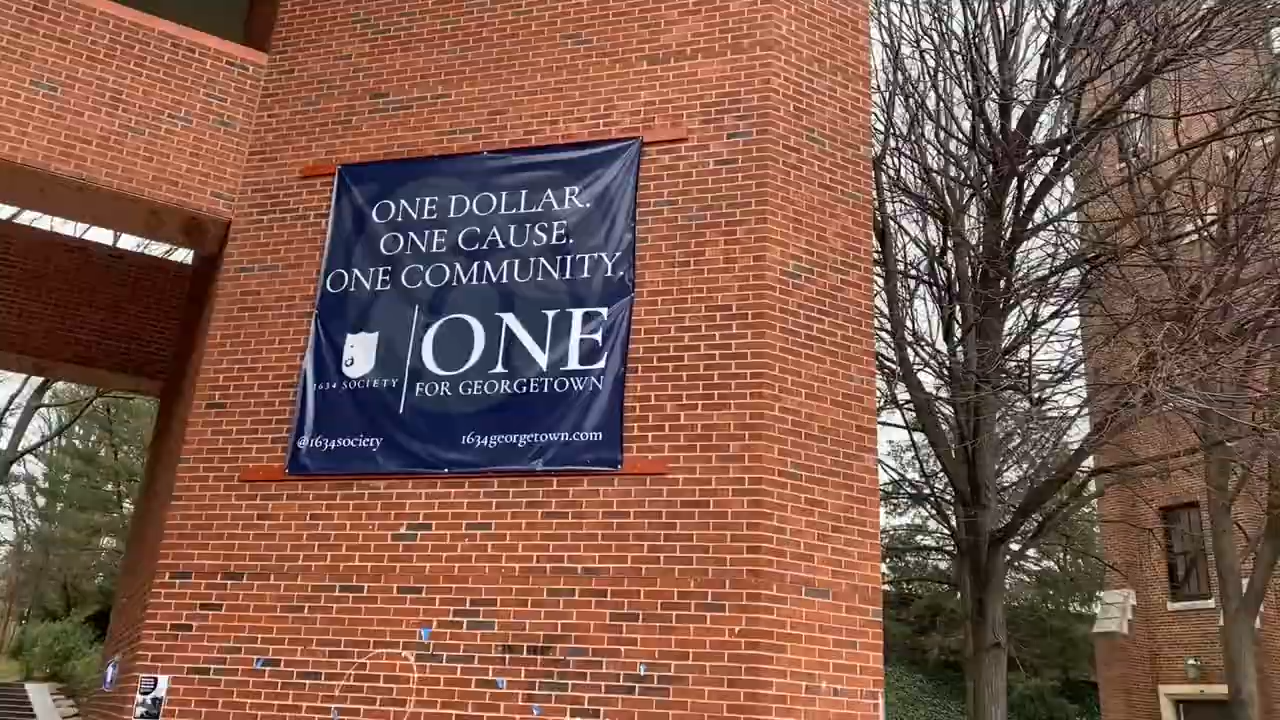 ONE DOLLAR.
ONE CAUSE.
ONE COMMUNITY.
1634 SOCIETY
ONE
FOR GEORGETOWN
@1634society
1634georgetown.com